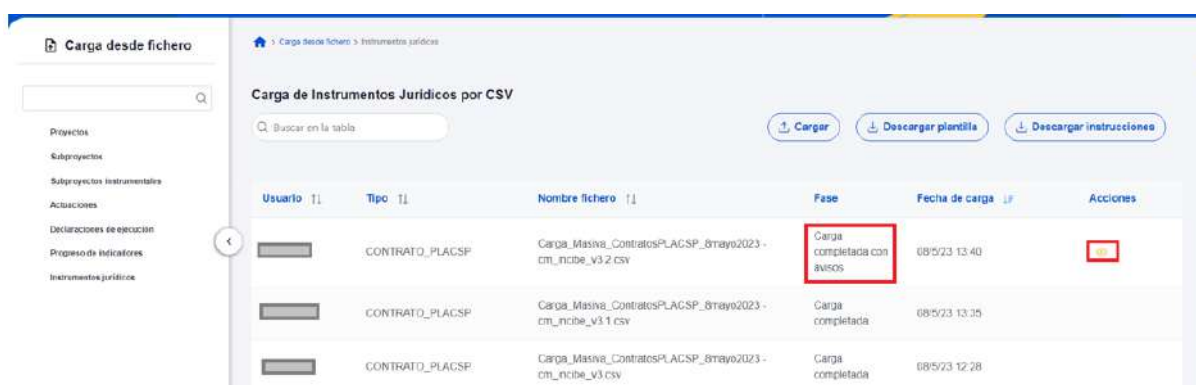 Carga desde fichero
Carga desde fichero > Instrumentos jurídicos
Proyectos
Subproyectos
Subproyectos instrumentales
Actuaciones
Declaraciones de ejecución
Progreso de indicadores
Instrumentos jurídicos
Carga de Instrumentos Jurídicos por CSV
Buscar en la tabla
Cargar
Descargar plantilla
Descargar instrucciones
Usuario Tipo Nombre fichero Fase Fecha de carga Acciones
CONTRATO_PLACSP
Carga_Masiva_ContratosPLACSP_8mayo2023 -
cm_incibe_v3.2.csv
Carga
completada con
avisos
08/5/23 13:40
CONTRATO_PLACSP
Carga_Masiva_ContratosPLACSP_8mayo2023 -
cm_incibe_v3.1.csv
Carga
completada
08/5/23 13:35
CONTRATO_PLACSP
Carga_Masiva_ContratosPLACSP_8mayo2023 -
cm_incibe_v3.csv
Carga
completada
08/5/23 12:28